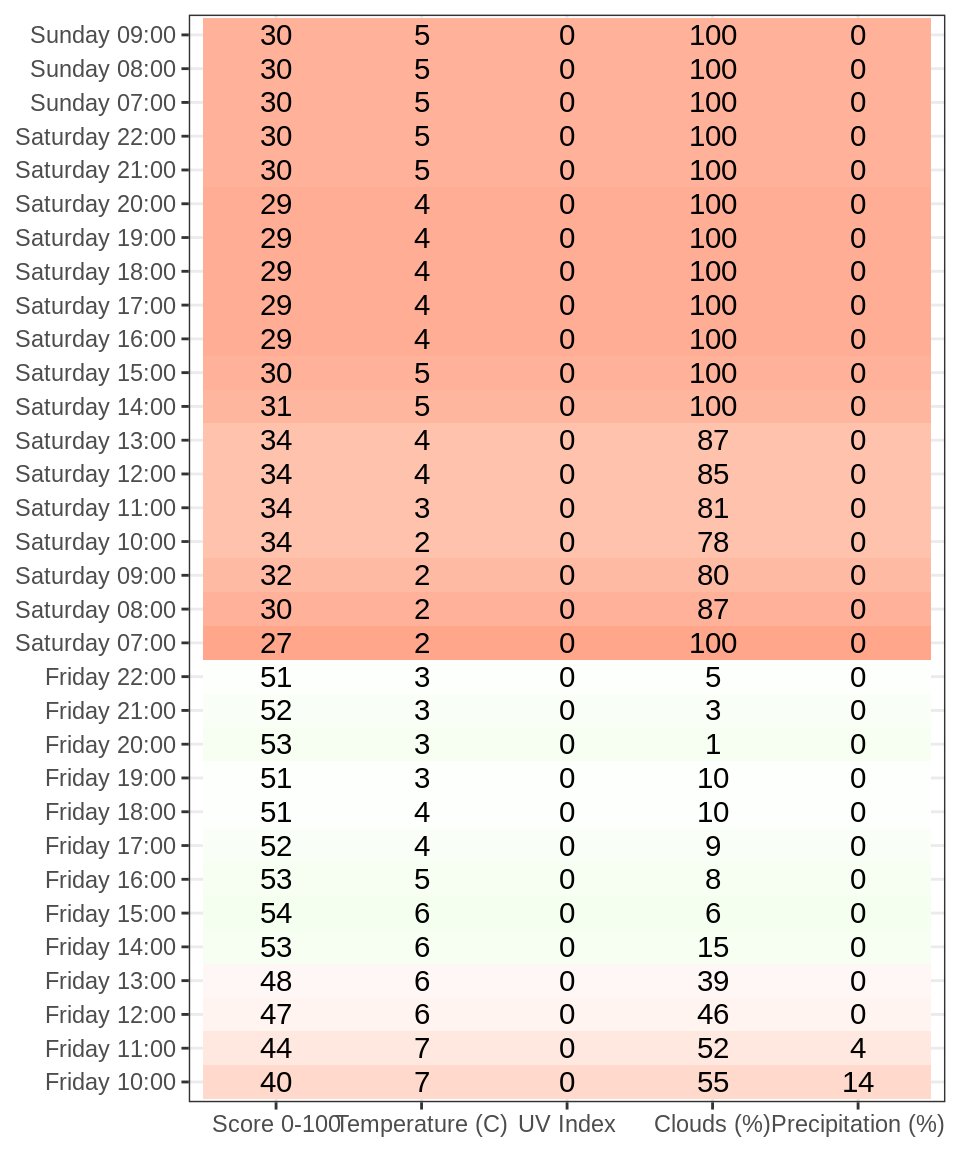 Sunday 09:00 30 5 0 100 0
Sunday 08:00 30 5 0 100 0
Sunday 07:00 30 5 0 100 0
Saturday 22:00 30 5 0 100 0
Saturday 21:00 30 5 0 100 0
Saturday 20:00 29 4 0 100 0
Saturday 19:00 29 4 0 100 0
Saturday 18:00 29 4 0 100 0
Saturday 17:00 29 4 0 100 0
Saturday 16:00 29 4 0 100 0
Saturday 15:00 30 5 0 100 0
Saturday 14:00 31 5 0 100 0
Saturday 13:00 34 4 0 87 0
Saturday 12:00 34 4 0 85 0
Saturday 11:00 34 3 0 81 0
Saturday 10:00 34 2 0 78 0
Saturday 09:00 32 2 0 80 0
Saturday 08:00 30 2 0 87 0
Saturday 07:00 27 2 0 100 0
Friday 22:00 51 3 0 5 0
Friday 21:00 52 3 0 3 0
Friday 20:00 53 3 0 1 0
Friday 19:00 51 3 0 10 0
Friday 18:00 51 4 0 10 0
Friday 17:00 52 4 0 9 0
Friday 16:00 53 5 0 8 0
Friday 15:00 54 6 0 6 0
Friday 14:00 53 6 0 15 0
Friday 13:00 48 6 0 39 0
Friday 12:00 47 6 0 46 0
Friday 11:00 44 7 0 52 4
Friday 10:00 40 7 0 55 14
Score 0-100 Temperature (C) UV Index Clouds (%) Precipitation (%)